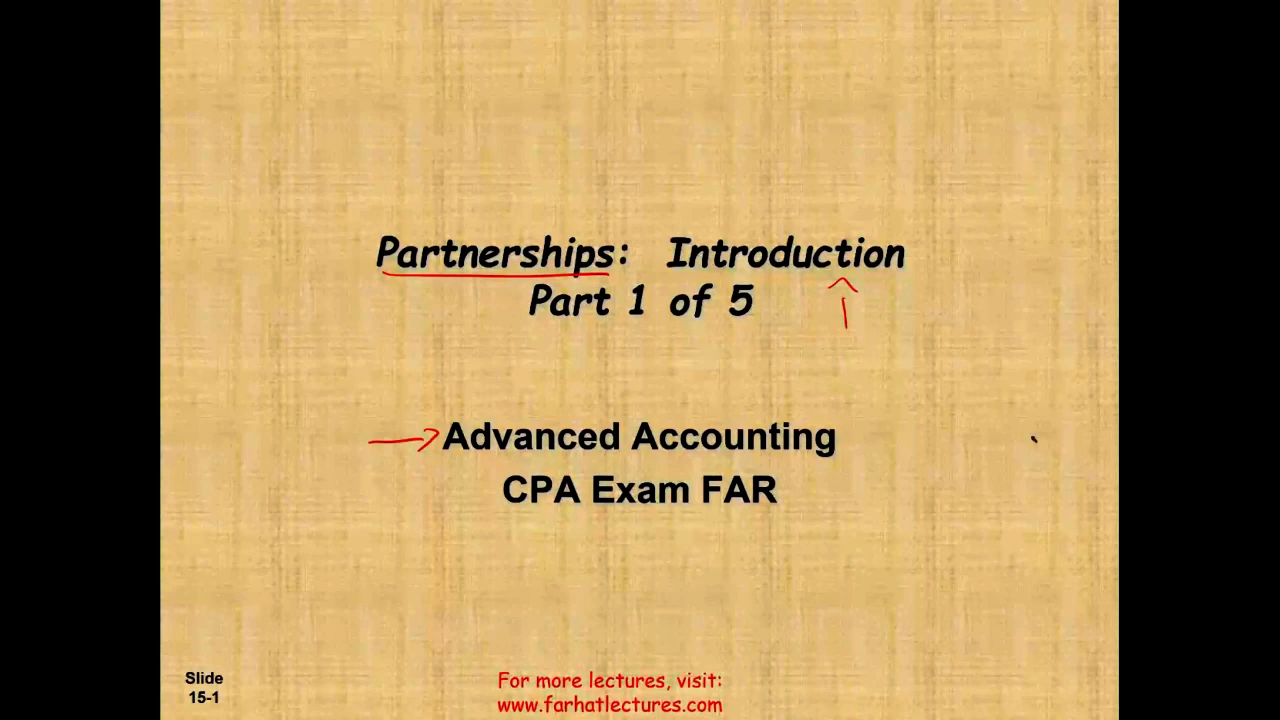 Partnerships: Introduction
Part 1 of 5
Advanced Accounting
CPA Exam FAR
Slide
15-1
For more lectures, visit:
www.farhatlectures.com